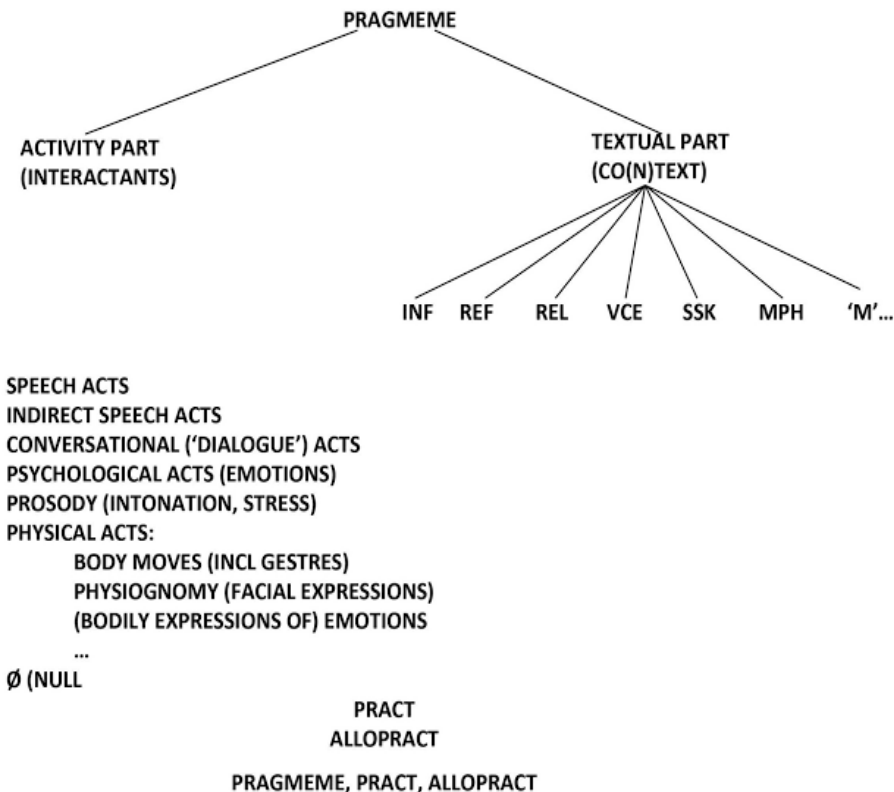 PRAGMEME
ACTIVITY PART
(INTERACTANTS)
TEXTUAL PART
(CO(N)TEXT)
INF REF REL VCE SSK MPH ‘M’...
SPEECH ACTS
INDIRECT SPEECH ACTS
CONVERSATIONAL (‘DIALOGUE’) ACTS
PSYCHOLOGICAL ACTS (EMOTIONS)
PROSODY (INTONATION, STRESS)
PHYSICAL ACTS:
BODY MOVES (INCL GESTRES)
PHYSIOGNOMY (FACIAL EXPRESSIONS)
(BODILY EXPRESSIONS OF) EMOTIONS
...
Ø (NULL
PRACT
ALLOPRACT
PRAGMEME, PRACT, ALLOPRACT